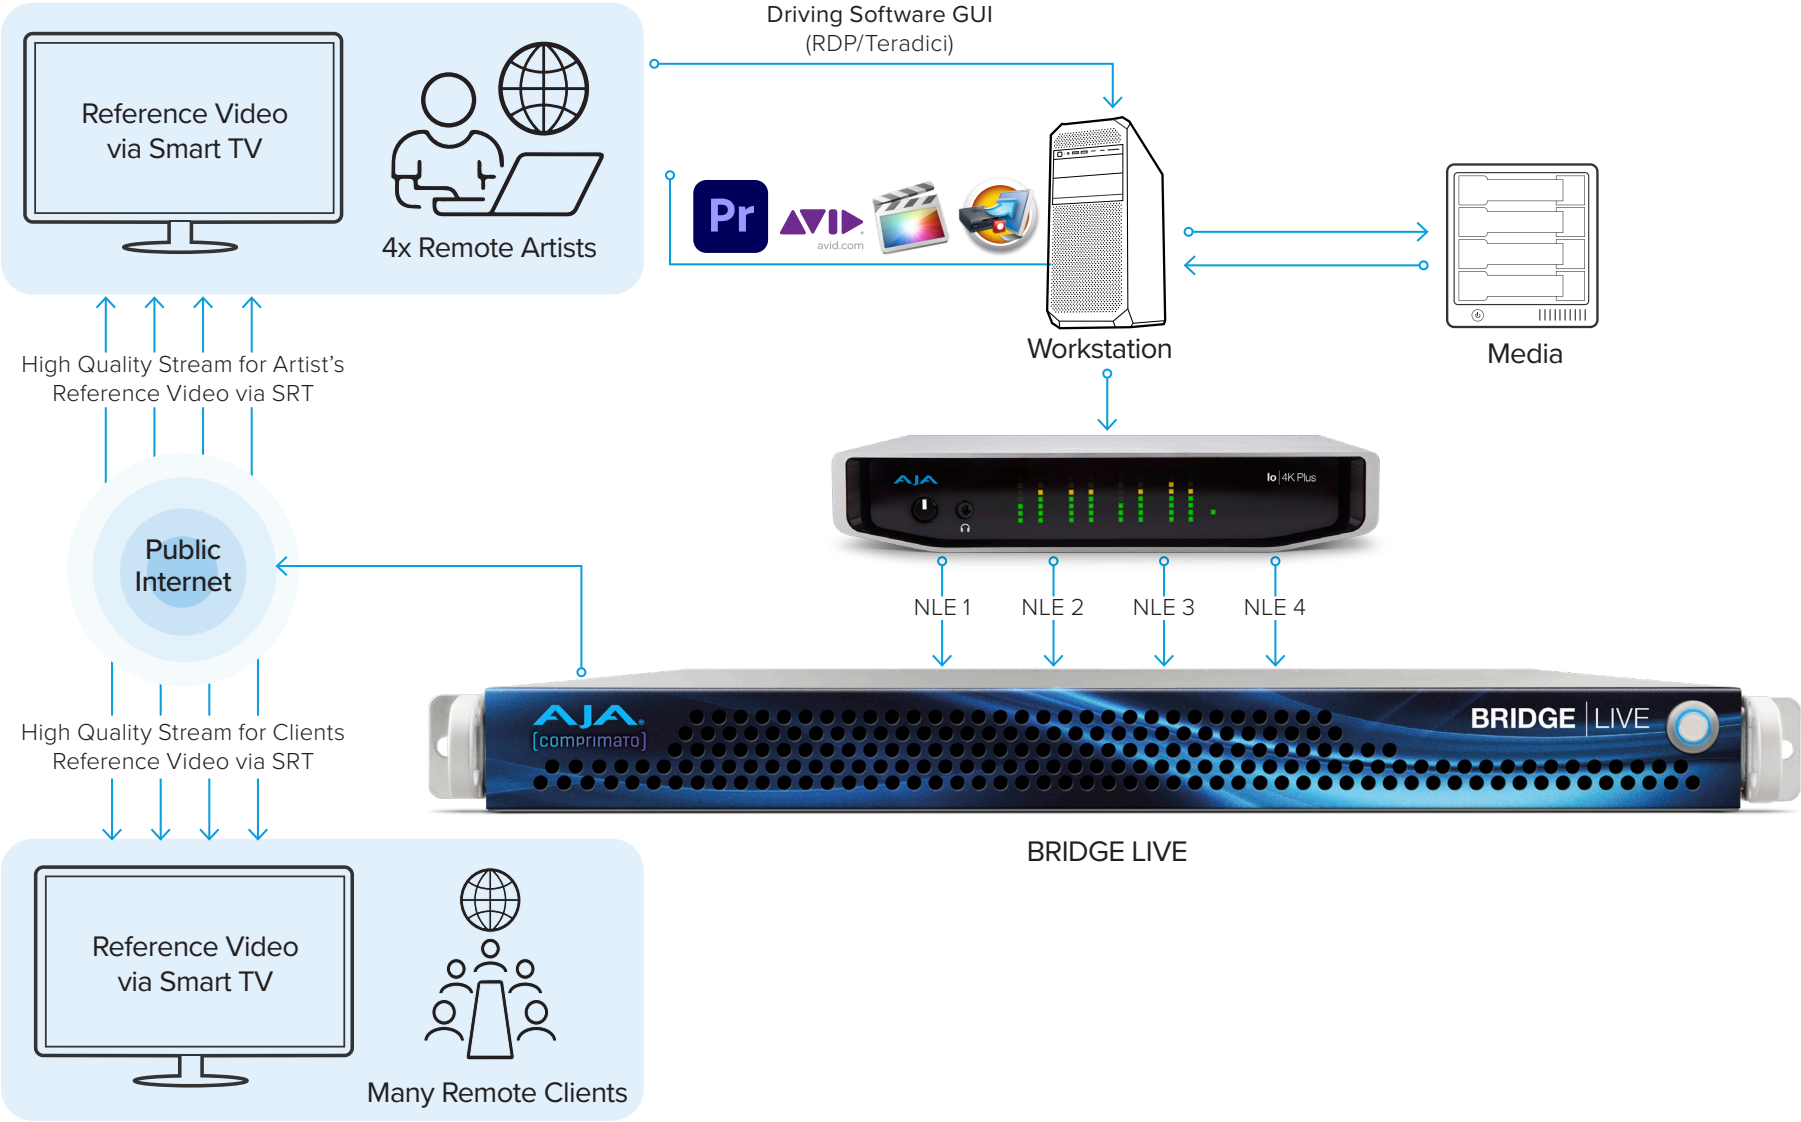 Driving Software GUI
(RDP/Teradici)
Reference Video
via Smart TV
4x Remote Artists
Pr
AVID
avid.com
Workstation
Media
High Quality Stream for Artist's
Reference Video via SRT
AJA
Io | 4K Plus
Public
Internet
NLE 1
NLE 2
NLE 3
NLE 4
AJA
[comprimato]
BRIDGE | LIVE
High Quality Stream for Clients
Reference Video via SRT
BRIDGE LIVE
Reference Video
via Smart TV
Many Remote Clients